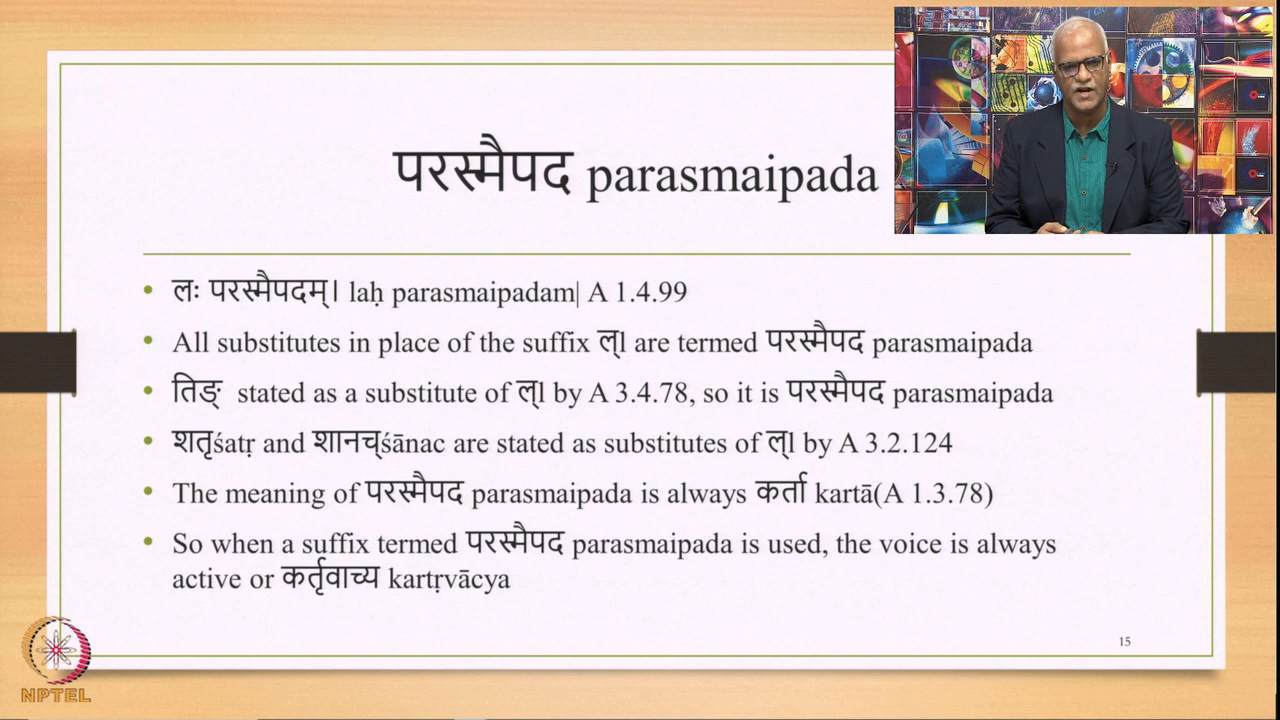 परस्मैपद parasmaipada
• लः परस्मैपदम्। laḥ parasmaipadam| A 1.4.99
• All substitutes in place of the suffix ल्l are termed परस्मैपद parasmaipada
• तिङ् stated as a substitute of ल्l by A 3.4.78, so it is परस्मैपद parasmaipada
• शतृśatṛ and शानच्śānac are stated as substitutes of ल्l by A 3.2.124
• The meaning of परस्मैपद parasmaipada is always कर्ता kartā(A 1.3.78)
• So when a suffix termed परस्मैपद parasmaipada is used, the voice is always
active or कर्तृवाच्य kartṛvācya
15
NPTEL